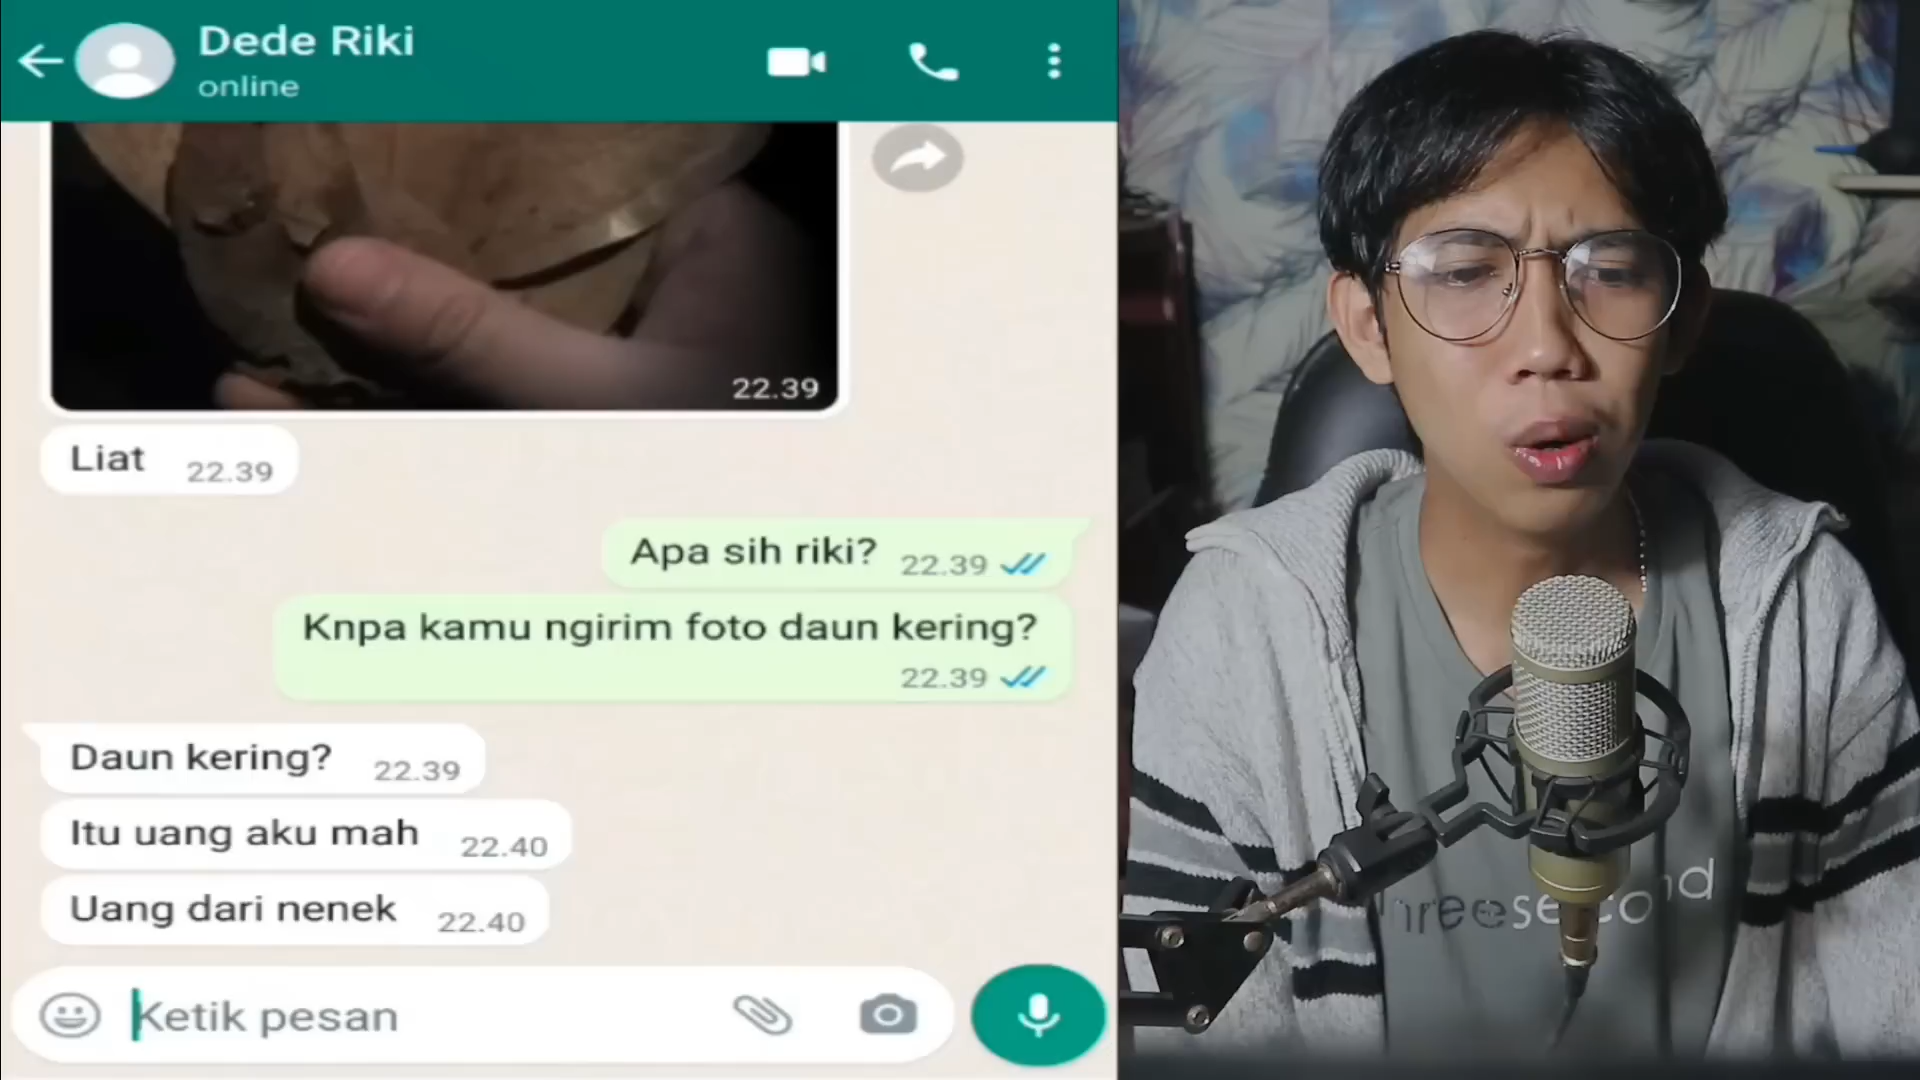 Dede Riki
online
22.39
Liat 22.39
Apa sih riki? 22.39
Knpa kamu ngirim foto daun kering?
22.39
Daun kering? 22.39
Itu uang aku mah 22.40
Uang dari nenek 22.40
Ketik pesan